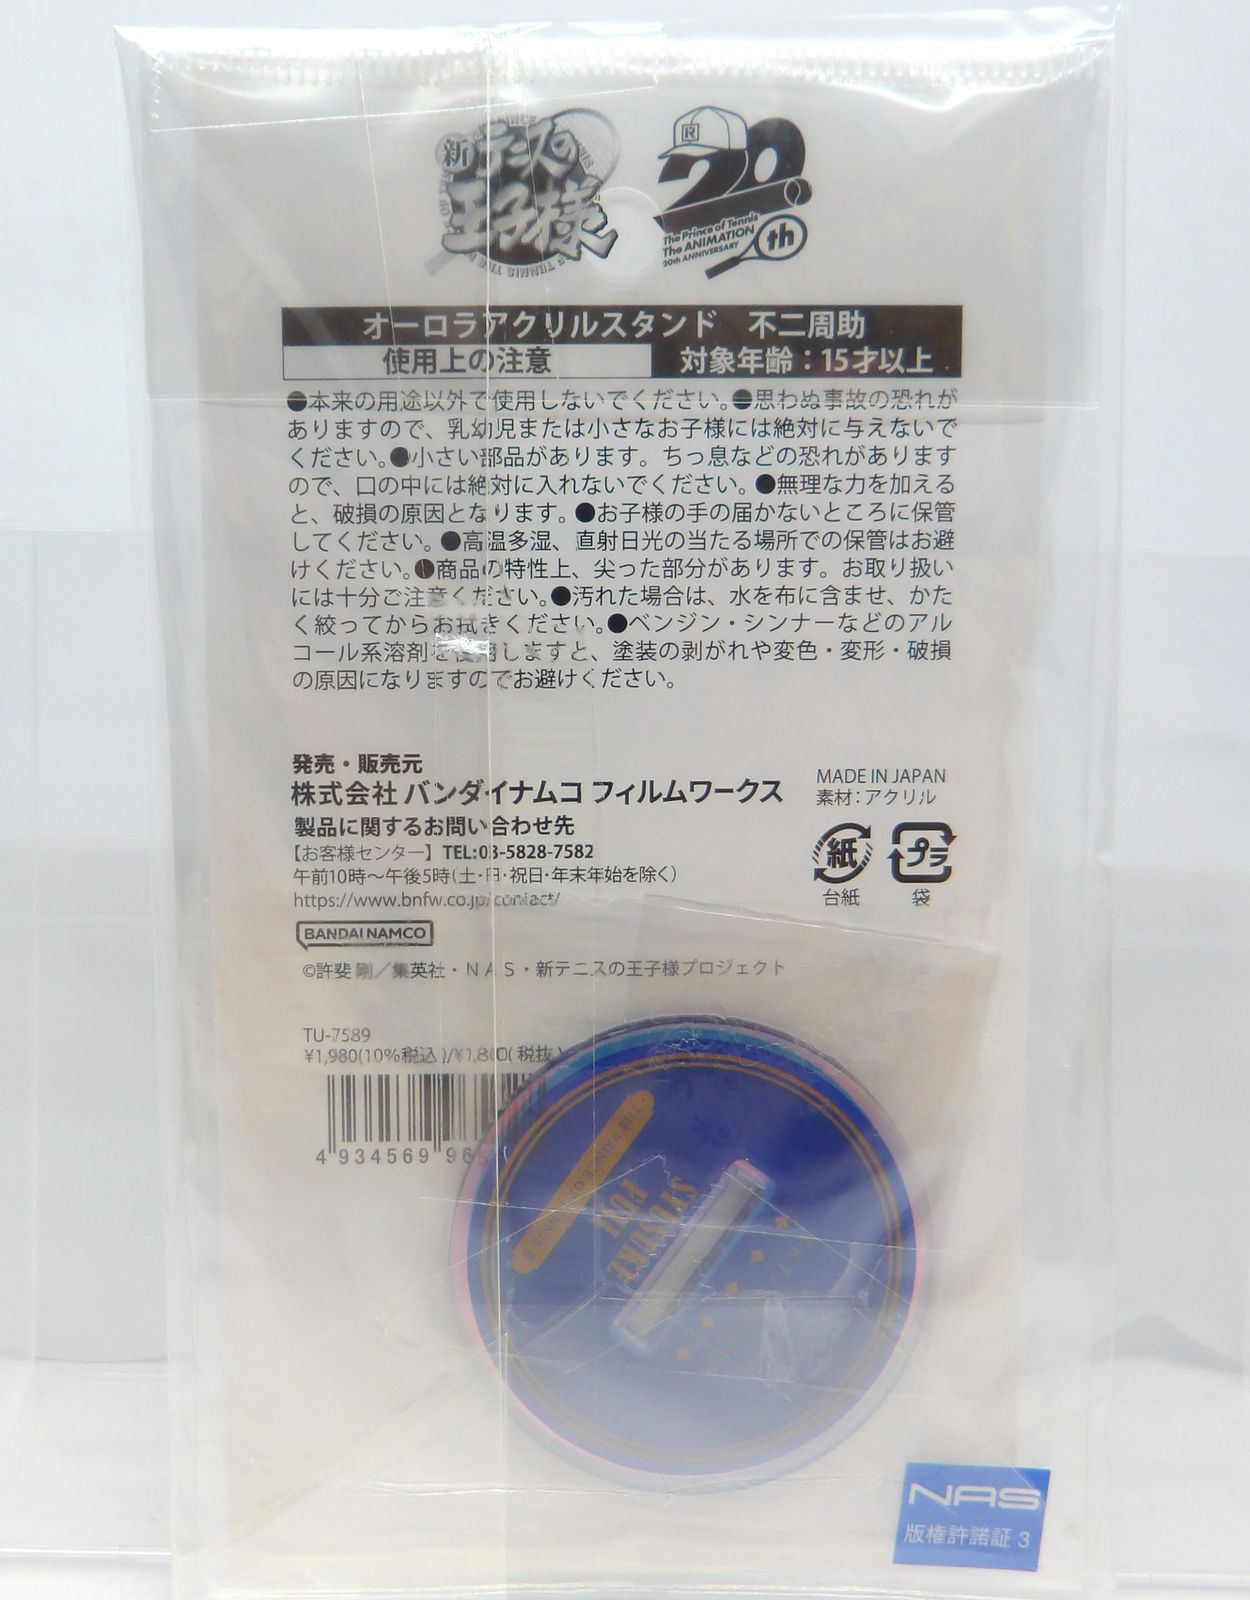 新テニスの
王子様
R
20th
The Prince of Tennis
The ANIMATION
20th ANNIVERSARY
オーロラアクリルスタンド 不二周助
使用上の注意 対象年齢:15才以上
●本来の用途以外で使用しないでください。●思わぬ事故の恐れが
ありますので、乳幼児または小さなお子様には絶対に与えないで
ください。●小さい部品があります。ちっ息などの恐れがあります
ので、口の中には絶対に入れないでください。●無理な力を加える
と、破損の原因となります。●お子様の手の届かないところに保管
してください。●高温多湿、直射日光の当たる場所での保管はお避
けください。●商品の特性上、尖った部分があります。お取り扱い
には十分ご注意ください。●汚れた場合は、水を布に含ませ、かた
く絞ってからお拭きください。●ベンジン・シンナーなどのアル
コール系溶剤を使用しますと、塗装の剥がれや変色・変形・破損
の原因になりますのでお避けください。
発売・販売元
株式会社 バンダイナムコ フィルムワークス
製品に関するお問い合わせ先
【お客様センター】 TEL:03-5828-7582
午前10時～午後5時(土・日・祝日・年末年始を除く)
https://www.bnfw.co.jp/contact/
MADE IN JAPAN
素材:アクリル
紙 プラ
台紙 袋
BANDAI NAMCO
©許斐 剛／集英社・NAS・新テニスの王子様プロジェクト
TU-7589
¥1,980(10%税込)/¥1,800(税抜)
4 934569 96
THE PRINCE OF TENNIS II
SYUSUKE
FUJI
NAS
版権許諾証 3